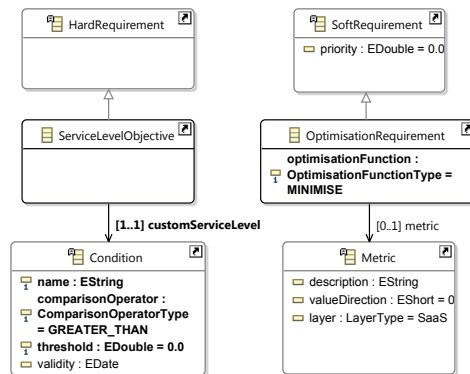 HardRequirement
SoftRequirement
priority : EDouble = 0.0
ServiceLevelObjective
OptimisationRequirement
optimisationFunction :
OptimisationFunctionType =
MINIMISE
[1..1] customServiceLevel
[0..1] metric
Condition
name : EString
comparisonOperator :
ComparisonOperatorType
= GREATER_THAN
threshold : EDouble = 0.0
validity : EDate
Metric
description : EString
valueDirection : EShort = 0
layer : LayerType = SaaS